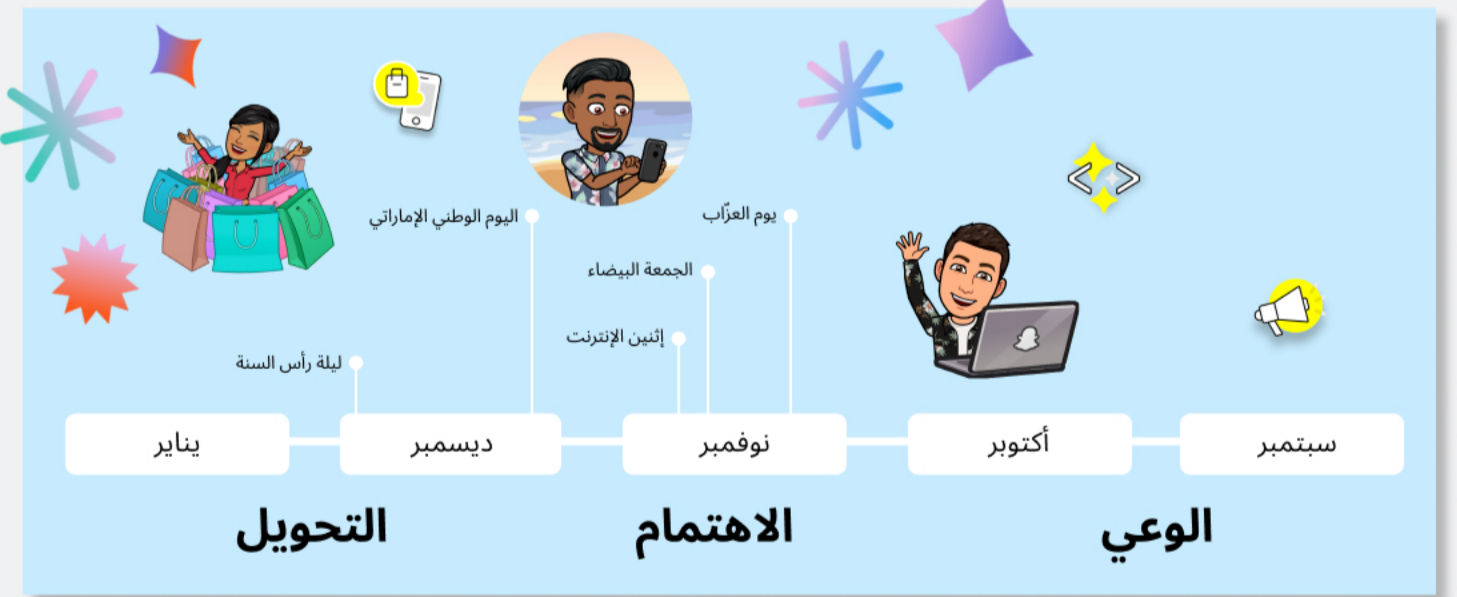 يوم العزّاب
اليوم الوطني الإماراتي
الجمعة البيضاء
إثنين الإنترنت
ليلة رأس السنة
سبتمبر
أكتوبر
نوفمبر
ديسمبر
يناير
الوعي
الاهتمام
التحويل